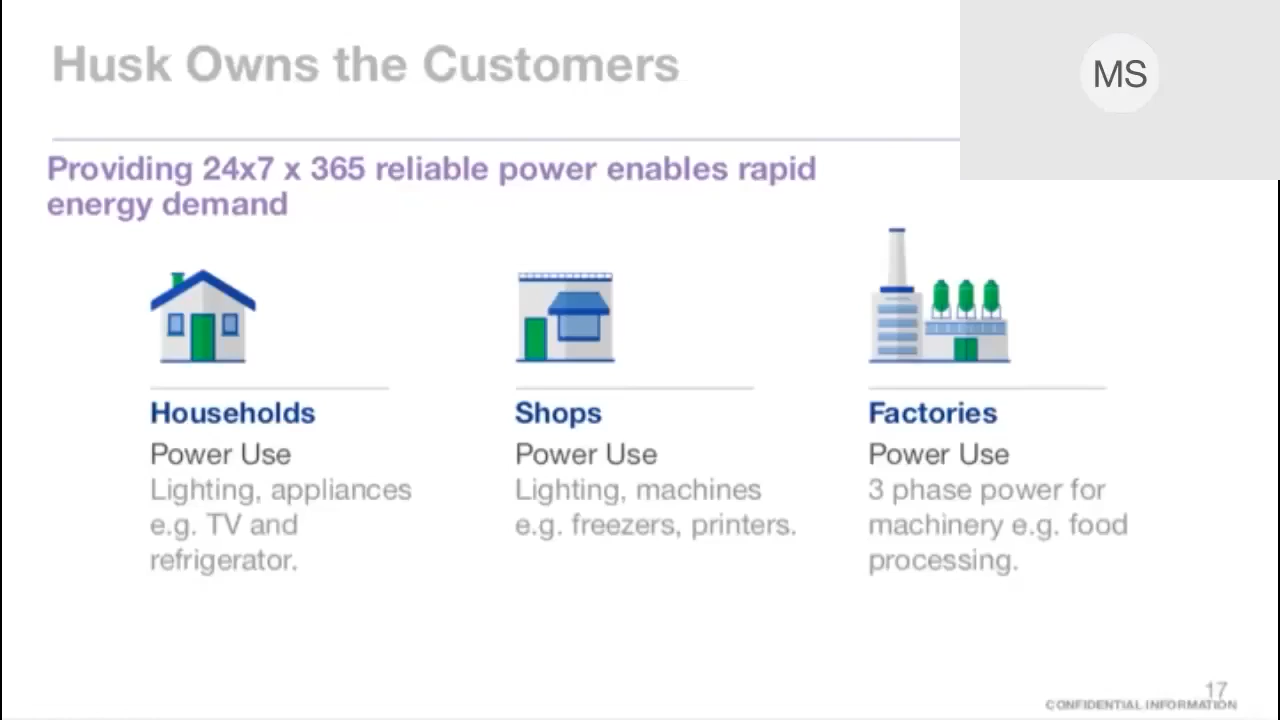 Husk Owns the Customers
MS
Providing 24x7 x 365 reliable power enables rapid
energy demand
Households
Power Use
Lighting, appliances
e.g. TV and
refrigerator.
Shops
Power Use
Lighting, machines
e.g. freezers, printers.
Factories
Power Use
3 phase power for
machinery e.g. food
processing.
17
CONFIDENTIAL INFORMATION